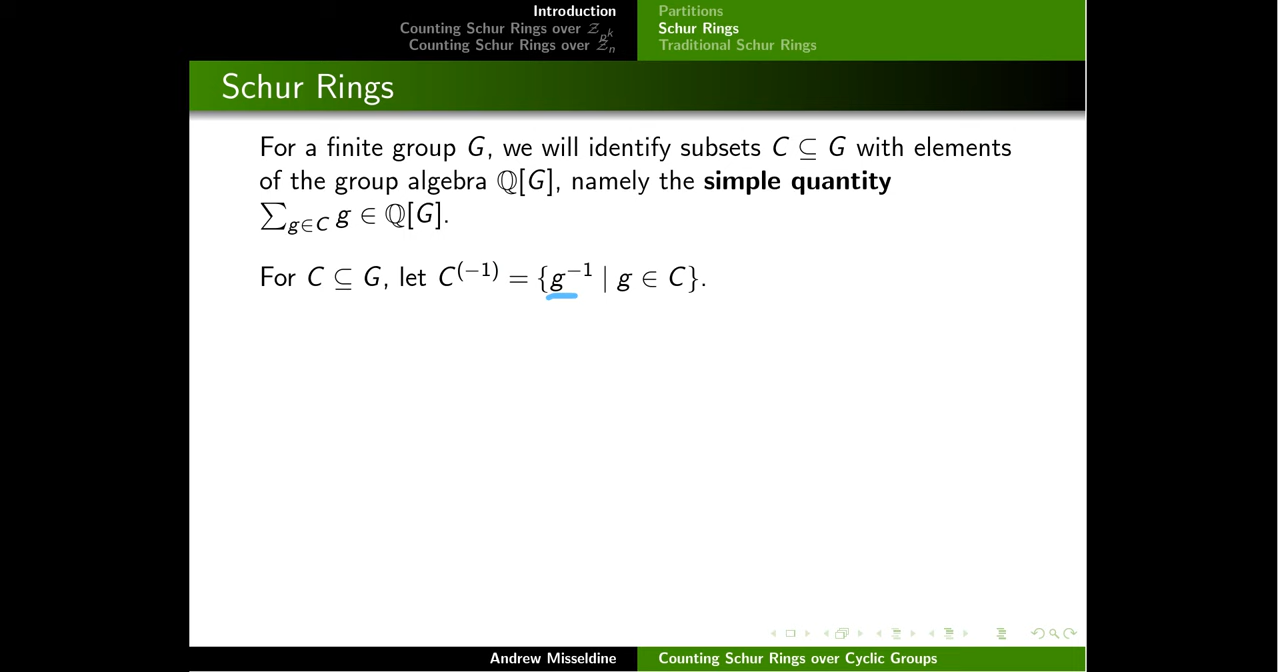 Introduction
Counting Schur Rings over 𝒵_{p^k}
Counting Schur Rings over 𝒵_n
Partitions
Schur Rings
Traditional Schur Rings
Schur Rings
For a finite group G, we will identify subsets C ⊆ G with elements
of the group algebra ℚ[G], namely the simple quantity
∑_{g∈C} g ∈ ℚ[G].
For C ⊆ G, let C^{(−1)} = {g^{−1} | g ∈ C}.
Andrew Misseldine
Counting Schur Rings over Cyclic Groups